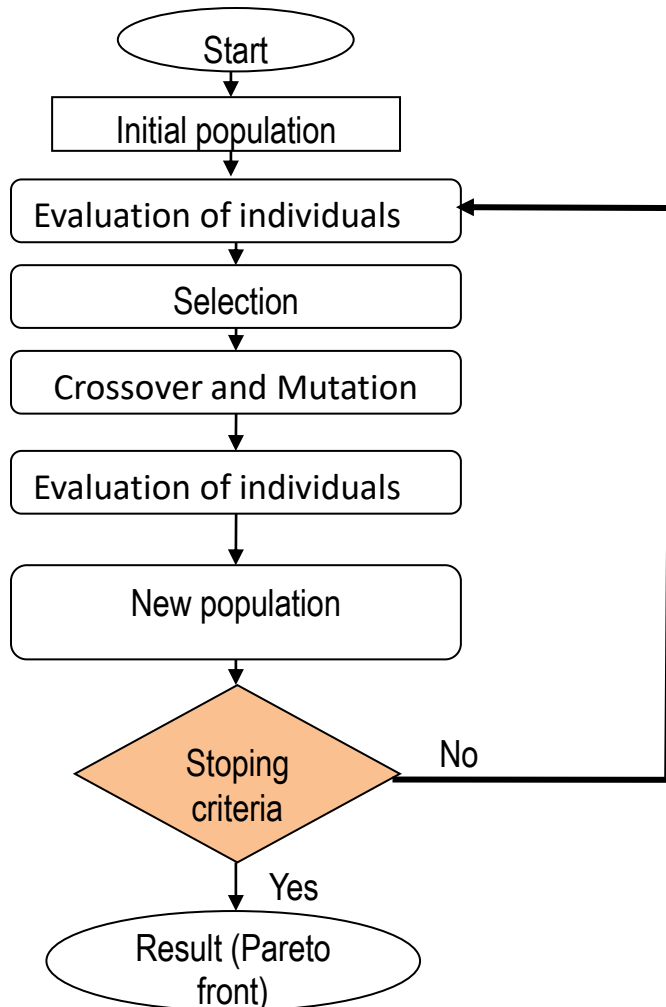 Start
Initial population
Evaluation of individuals
Selection
Crossover and Mutation
Evaluation of individuals
New population
Stoping
criteria
No
Yes
Result (Pareto
front)